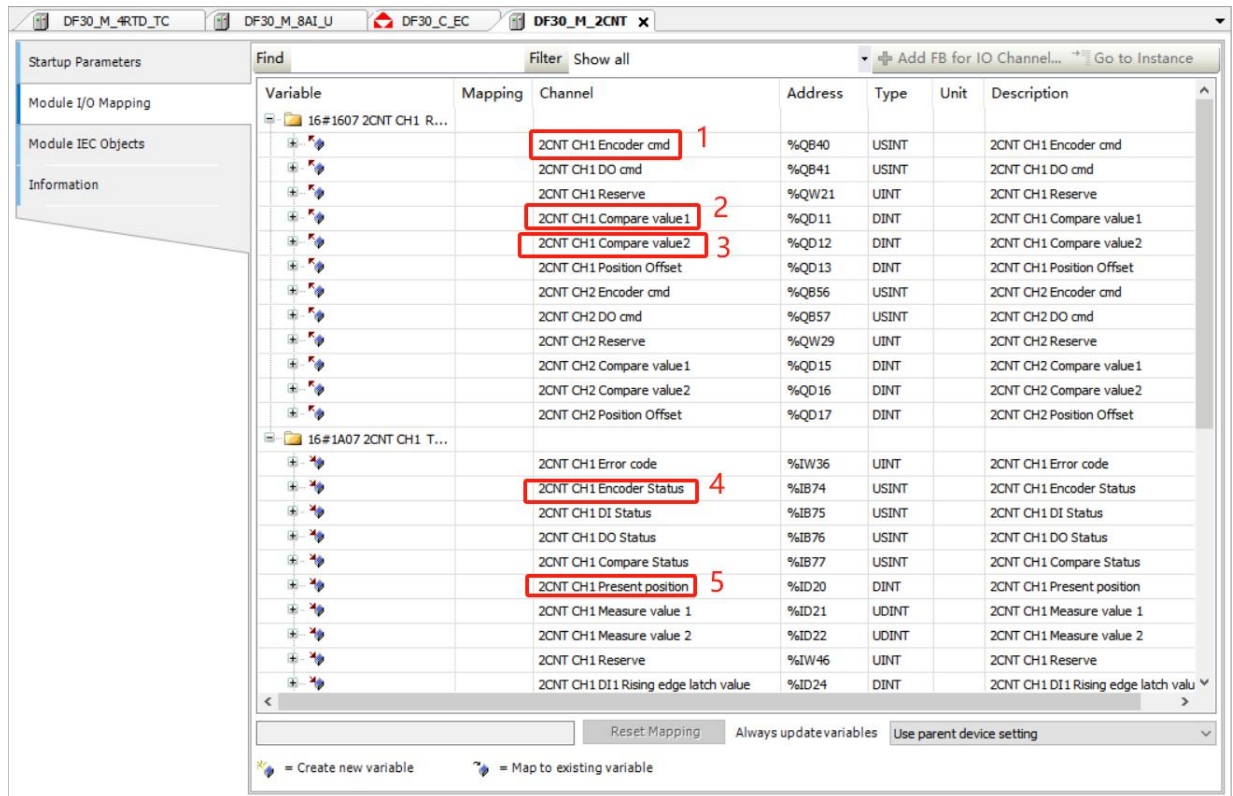 DF30_M_4RTD_TC DF30_M_8AI_U DF30_C_EC DF30_M_2CNT
Startup Parameters
Module I/O Mapping
Module IEC Objects
Information
Find Filter Show all Add FB for IO Channel... Go to Instance
Variable Mapping Channel Address Type Unit Description
16#1607 2CNT CH1 R...
2CNT CH1 Encoder cmd 1 %QB40 USINT 2CNT CH1 Encoder cmd
2CNT CH1 DO cmd %QB41 USINT 2CNT CH1 DO cmd
2CNT CH1 Reserve %QW21 UINT 2CNT CH1 Reserve
2CNT CH1 Compare value1 2 %QD11 DINT 2CNT CH1 Compare value1
2CNT CH1 Compare value2 3 %QD12 DINT 2CNT CH1 Compare value2
2CNT CH1 Position Offset %QD13 DINT 2CNT CH1 Position Offset
2CNT CH2 Encoder cmd %QB56 USINT 2CNT CH2 Encoder cmd
2CNT CH2 DO cmd %QB57 USINT 2CNT CH2 DO cmd
2CNT CH2 Reserve %QW29 UINT 2CNT CH2 Reserve
2CNT CH2 Compare value1 %QD15 DINT 2CNT CH2 Compare value1
2CNT CH2 Compare value2 %QD16 DINT 2CNT CH2 Compare value2
2CNT CH2 Position Offset %QD17 DINT 2CNT CH2 Position Offset
16#1A07 2CNT CH1 T...
2CNT CH1 Error code %IW36 UINT 2CNT CH1 Error code
2CNT CH1 Encoder Status 4 %IB74 USINT 2CNT CH1 Encoder Status
2CNT CH1 DI Status %IB75 USINT 2CNT CH1 DI Status
2CNT CH1 DO Status %IB76 USINT 2CNT CH1 DO Status
2CNT CH1 Compare Status %IB77 USINT 2CNT CH1 Compare Status
2CNT CH1 Present position 5 %ID20 DINT 2CNT CH1 Present position
2CNT CH1 Measure value 1 %ID21 UDINT 2CNT CH1 Measure value 1
2CNT CH1 Measure value 2 %ID22 UDINT 2CNT CH1 Measure value 2
2CNT CH1 Reserve %IW46 UINT 2CNT CH1 Reserve
2CNT CH1 DI1 Rising edge latch value %ID24 DINT 2CNT CH1 DI1 Rising edge latch valu
Reset Mapping Always update variables Use parent device setting
= Create new variable = Map to existing variable